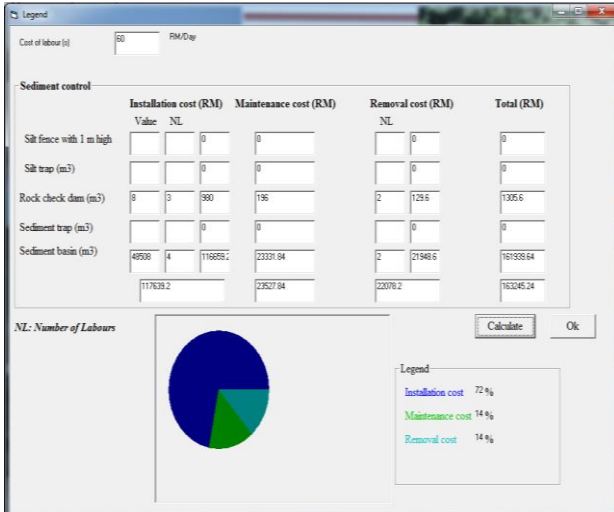 Legend
Cost of labour (s) 60 RM/Day
Sediment control
Installation cost (RM) Maintenance cost (RM) Removal cost (RM) Total (RM)
Value NL NL
Silt fence with 1 m high 0 0 0 0
Silt trap (m3) 0 0 0 0
Rock check dam (m3) 8 3 980 196 2 129.6 1305.6
Sediment trap (m3) 0 0 0 0
Sediment basin (m3) 48508 4 116659.2 23331.84 2 21948.6 161939.64
117639.2 23527.84 22078.2 163245.24
NL: Number of Labours
Calculate Ok
Legend
Installation cost 72 %
Maintenance cost 14 %
Removal cost 14 %